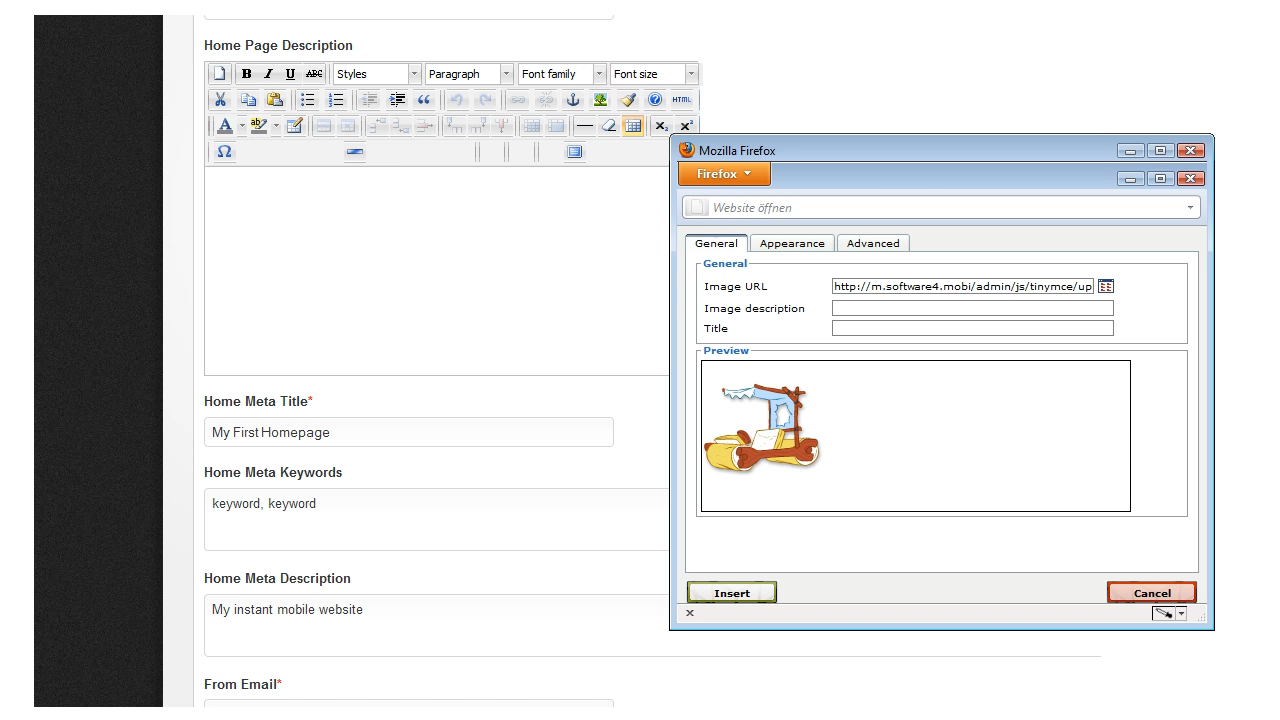 Home Page Description
B I U ABC Styles Paragraph Font family Font size
HTML
A ab
Ω
Mozilla Firefox
Firefox
Website öffnen
General Appearance Advanced
General
Image URL http://m.software4.mobi/admin/js/tinymce/up
Image description
Title
Preview
Home Meta Title*
My First Homepage
Home Meta Keywords
keyword, keyword
Home Meta Description
My instant mobile website
Insert Cancel
x
From Email*